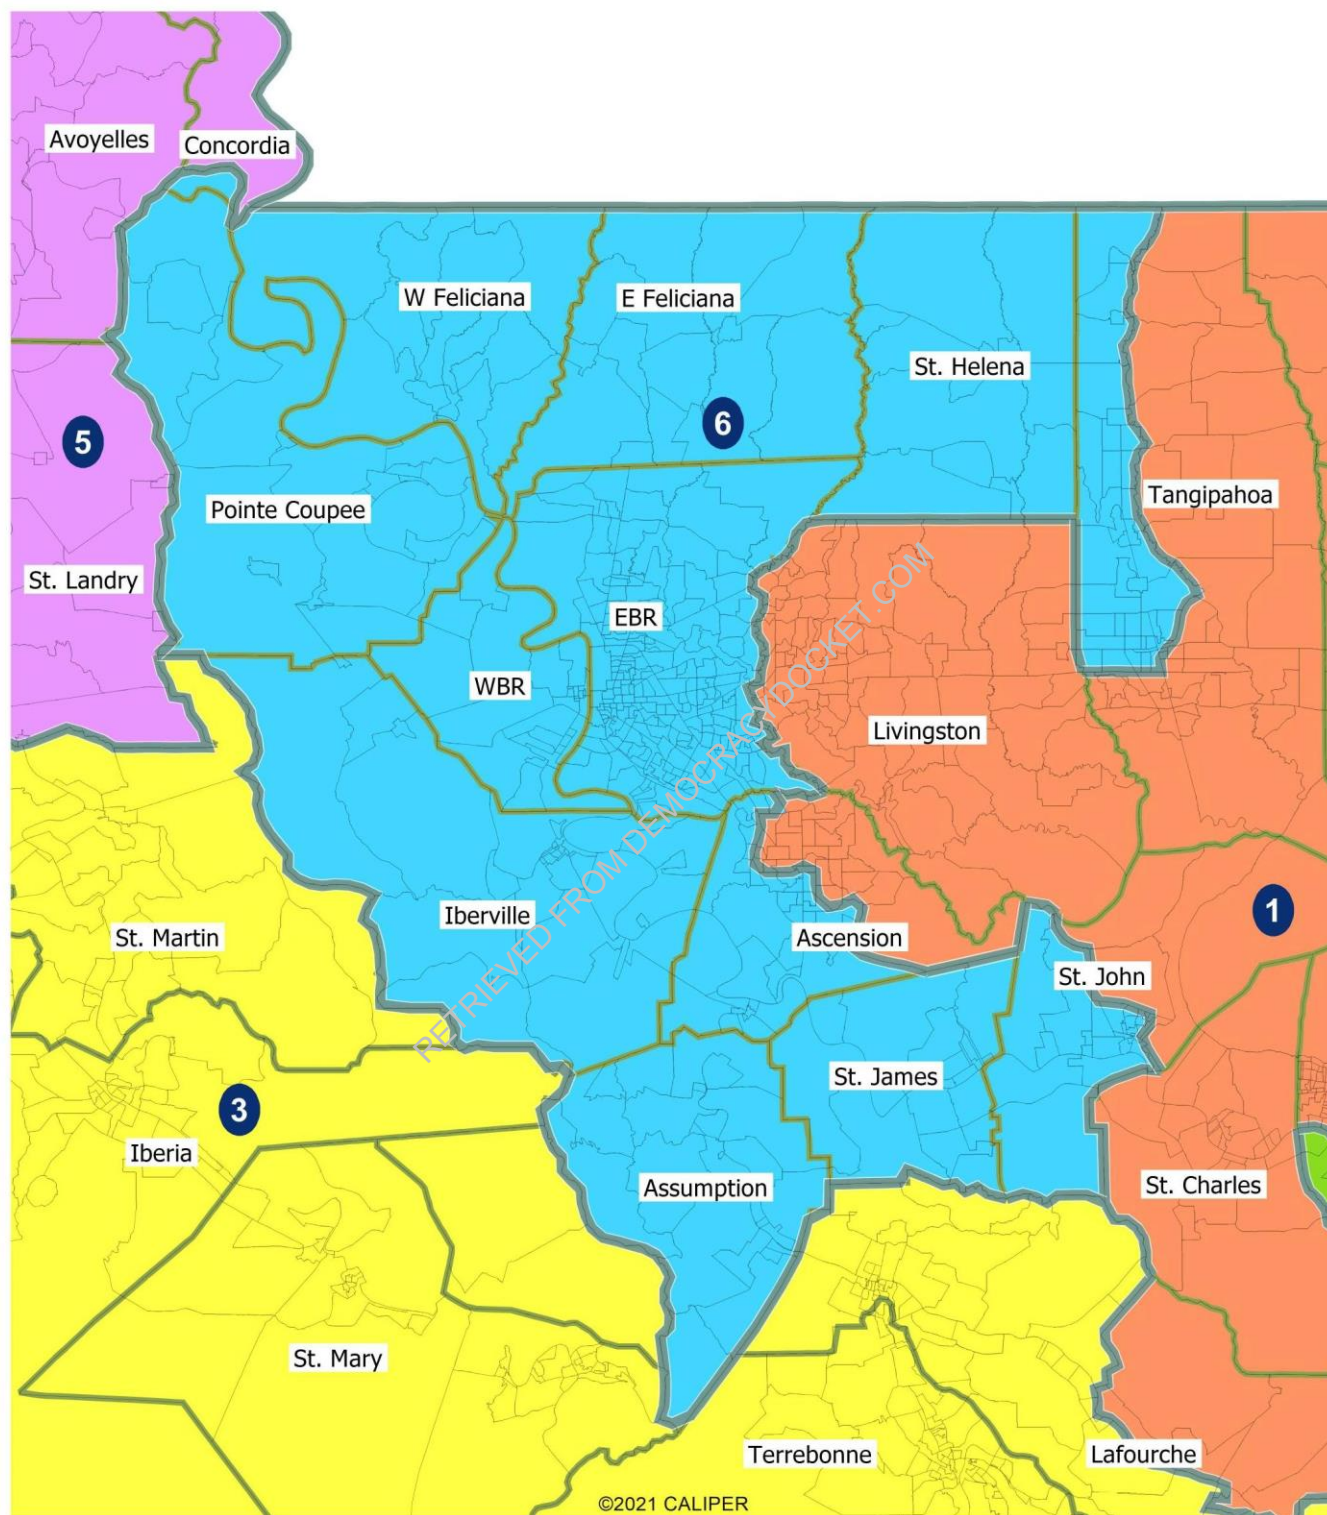 Avoyelles
Concordia
W Feliciana
E Feliciana
St. Helena
6
5
Tangipahoa
Pointe Coupee
St. Landry
EBR
WBR
Livingston
1
Iberville
St. Martin
Ascension
St. John
St. James
3
Iberia
Assumption
St. Charles
St. Mary
Terrebonne
Lafourche
RETRIEVED FROM DEMOCRACYDOCKET.COM
©2021 CALIPER